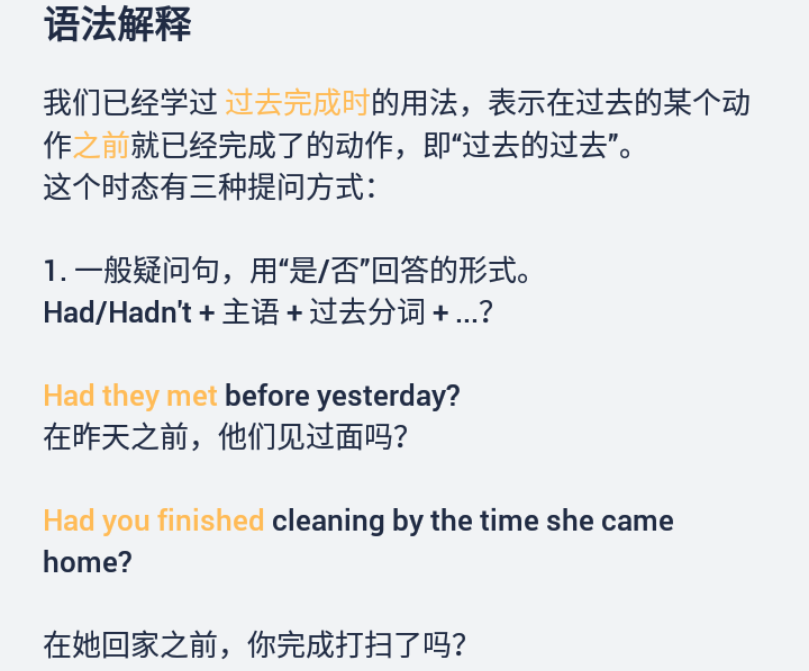 语法解释
我们已经学过 过去完成时的用法，表示在过去的某个动
作之前就已经完成了的动作，即“过去的过去”。
这个时态有三种提问方式：
1. 一般疑问句，用“是/否”回答的形式。
Had/Hadn't + 主语 + 过去分词 + ...？
Had they met before yesterday?
在昨天之前，他们见过面吗？
Had you finished cleaning by the time she came
home?
在她回家之前，你完成打扫了吗？